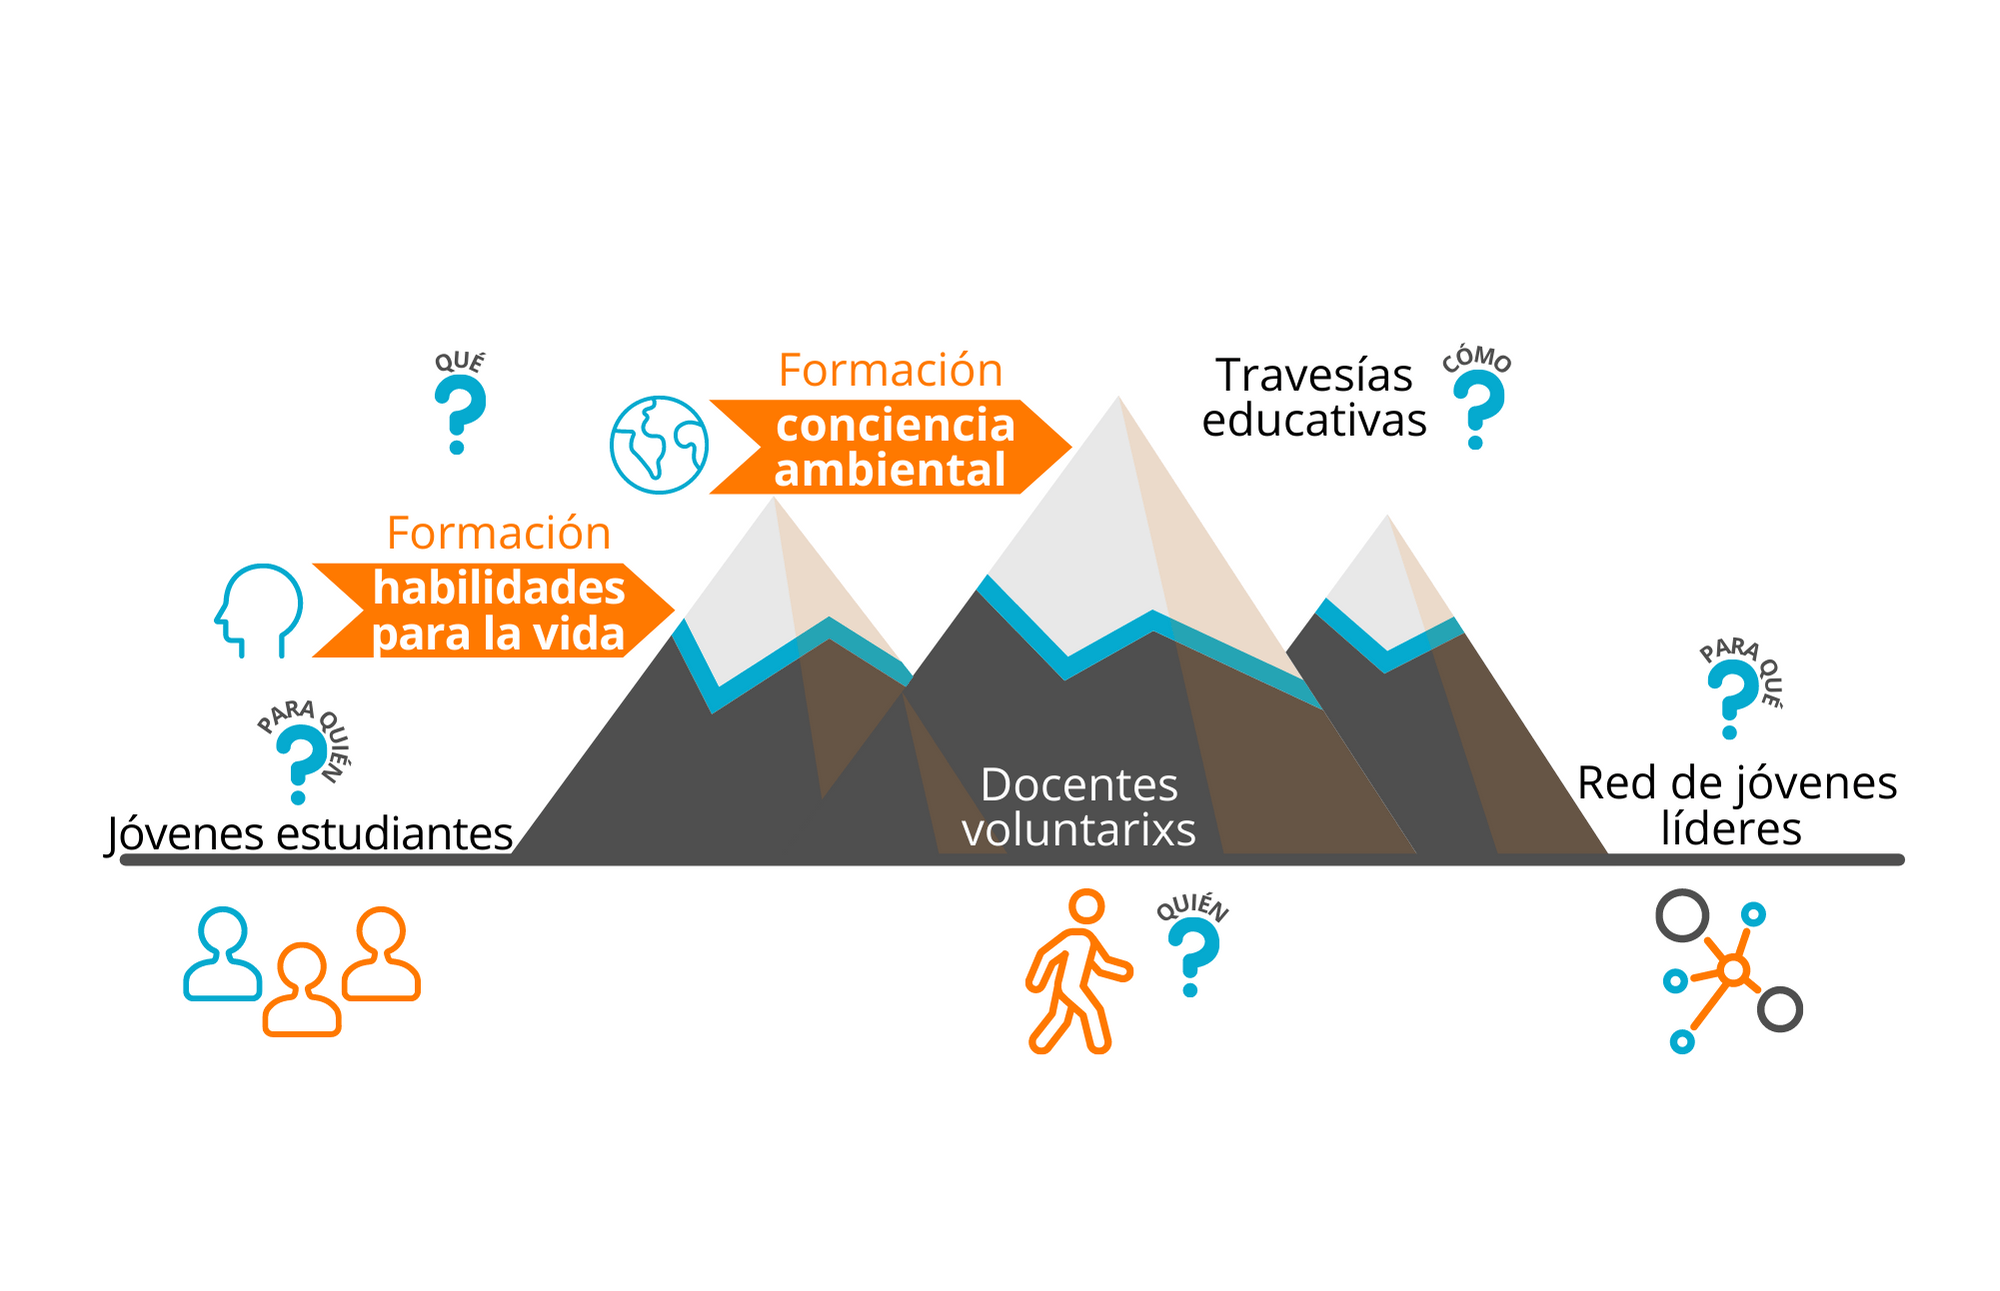 QUÉ
?
Formación
conciencia
ambiental
Travesías
educativas
CÓMO
?
Formación
habilidades
para la vida
PARA QUIÉN
?
Jóvenes estudiantes
Docentes
voluntarixs
QUIÉN
?
PARA QUÉ
?
Red de jóvenes
líderes